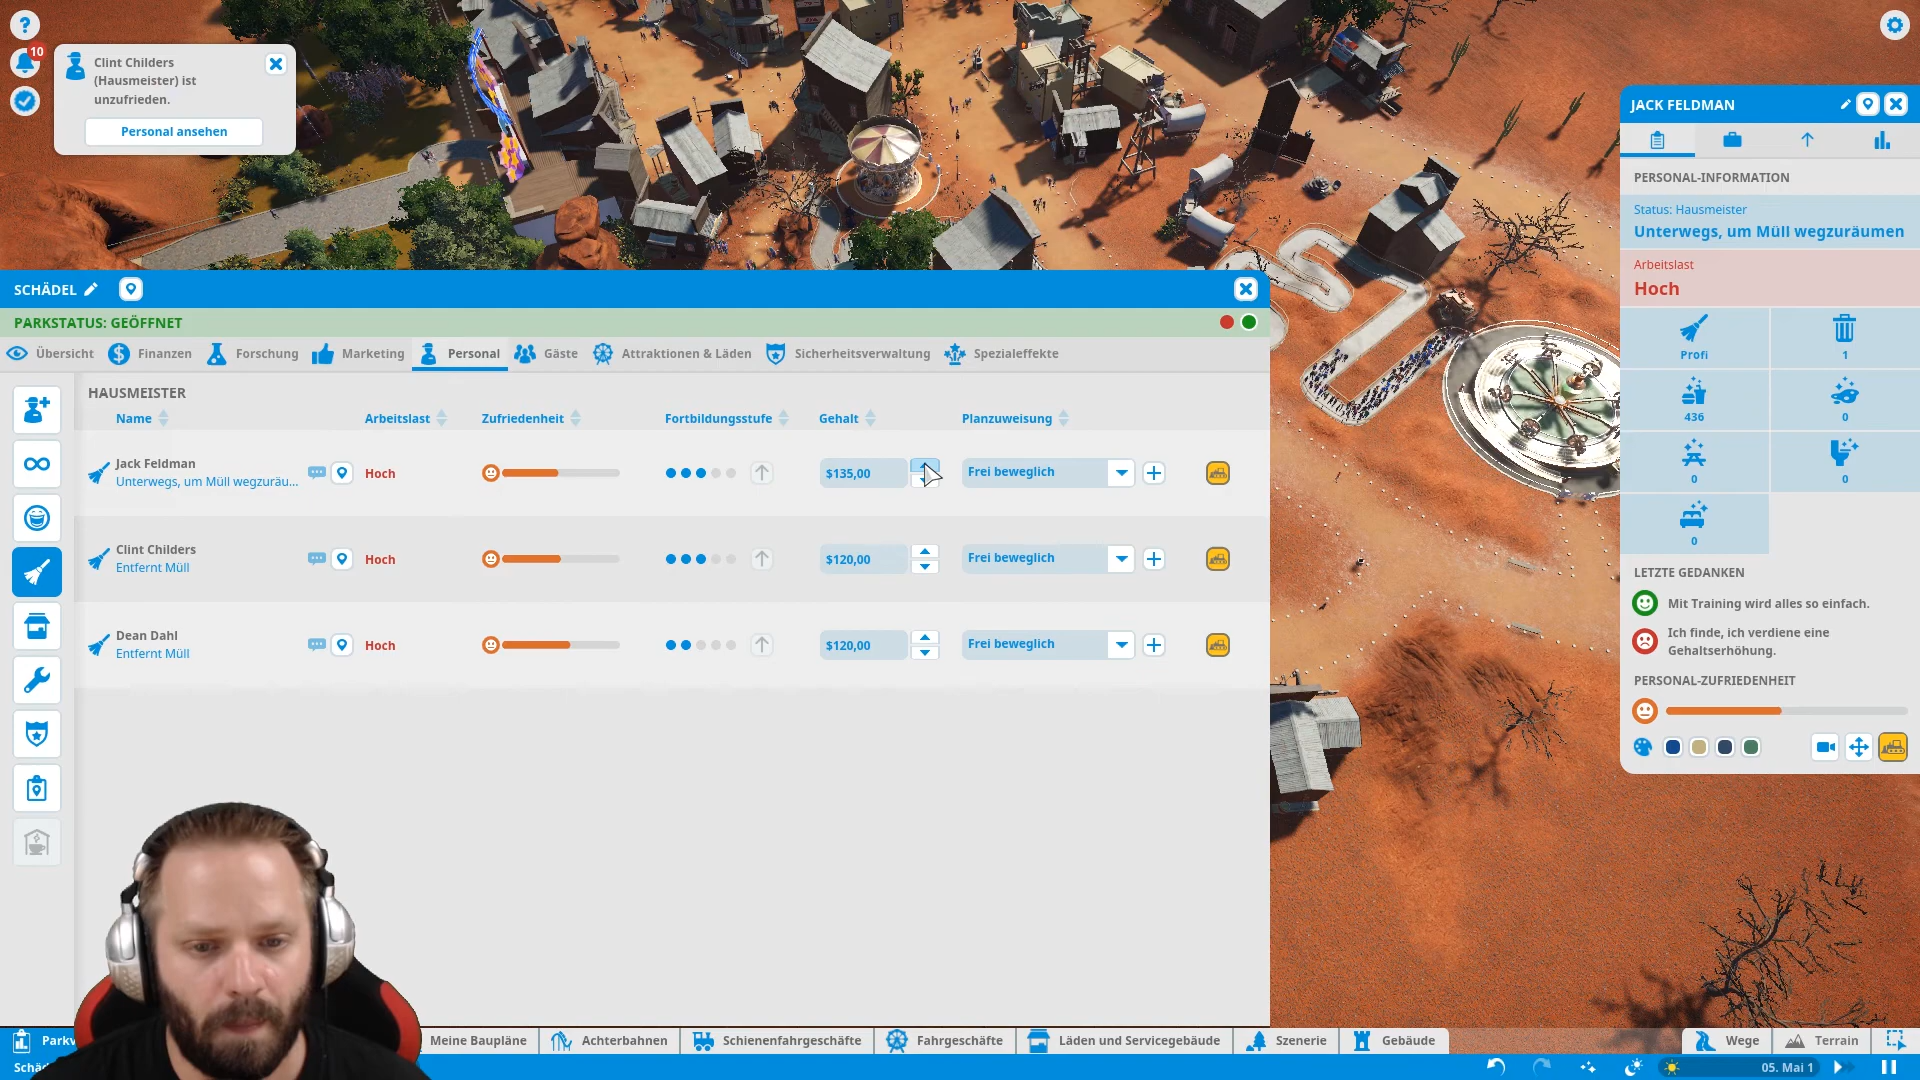 ?
10
Clint Childers
(Hausmeister) ist
unzufrieden.
Personal ansehen
JACK FELDMAN
PERSONAL-INFORMATION
Status: Hausmeister
Unterwegs, um Müll wegzuräumen
Arbeitslast
Hoch
Profi
1
436
0
0
0
0
LETZTE GEDANKEN
Mit Training wird alles so einfach.
Ich finde, ich verdiene eine
Gehaltserhöhung.
PERSONAL-ZUFRIEDENHEIT
SCHÄDEL
PARKSTATUS: GEÖFFNET
Übersicht
Finanzen
Forschung
Marketing
Personal
Gäste
Attraktionen & Läden
Sicherheitsverwaltung
Spezialeffekte
HAUSMEISTER
Name
Arbeitslast
Zufriedenheit
Fortbildungsstufe
Gehalt
Planzuweisung
Jack Feldman
Unterwegs, um Müll wegzuräu...
Hoch
$135,00
Frei beweglich
Clint Childers
Entfernt Müll
Hoch
$120,00
Frei beweglich
Dean Dahl
Entfernt Müll
Hoch
$120,00
Frei beweglich
Meine Baupläne
Achterbahnen
Schienenfahrgeschäfte
Fahrgeschäfte
Läden und Servicegebäude
Szenerie
Gebäude
Wege
Terrain
05. Mai 1